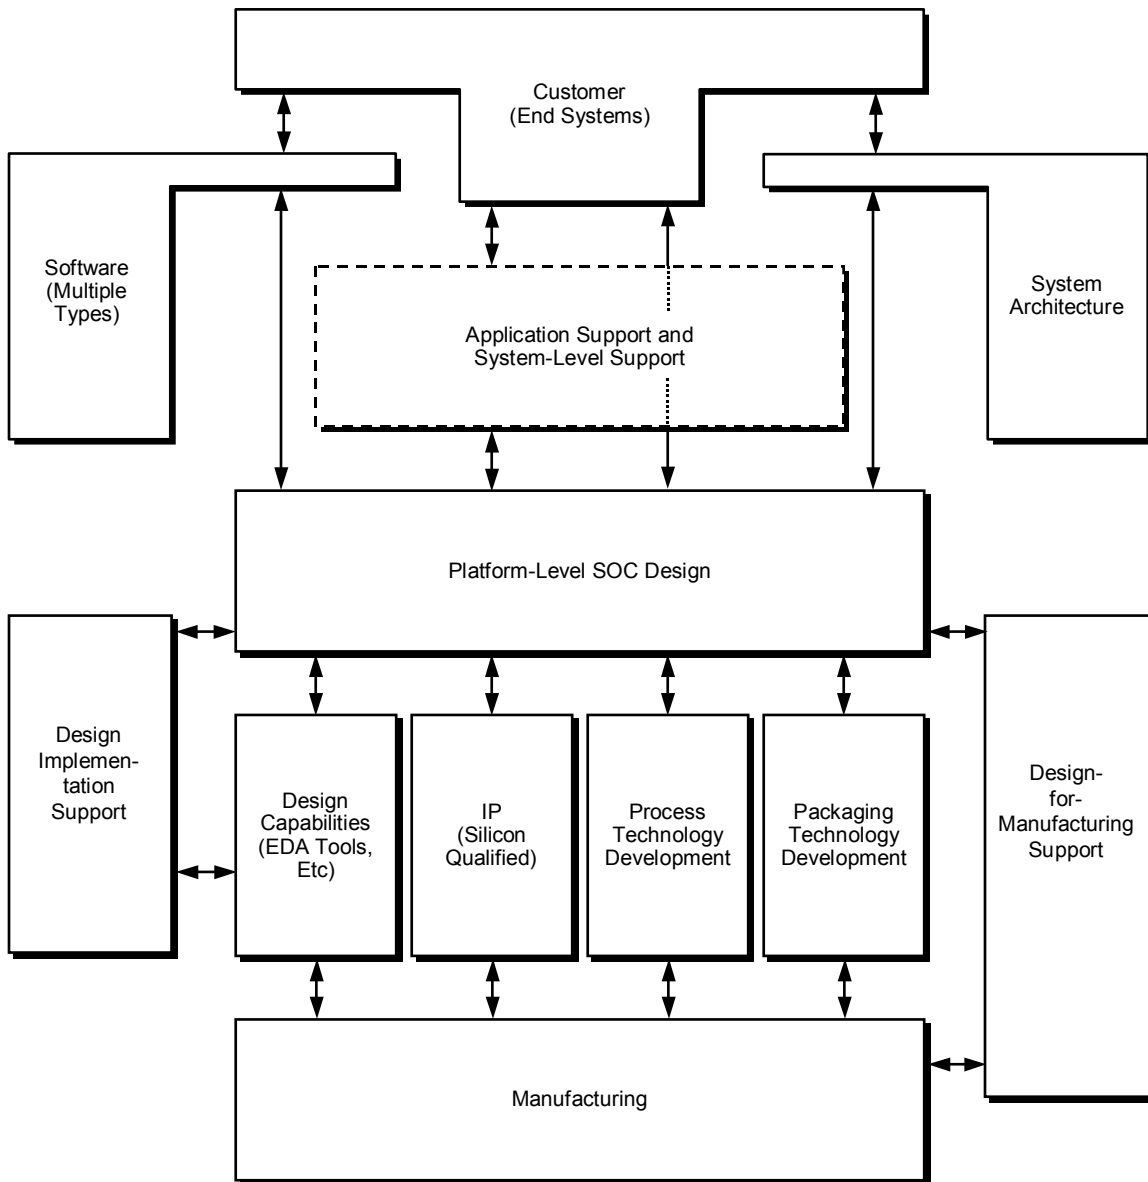 Customer
(End Systems)
Software
(Multiple
Types)
System
Architecture
Application Support and
System-Level Support
Platform-Level SOC Design
Design
Implemen-
tation
Support
Design
Capabilities
(EDA Tools,
Etc)
IP
(Silicon
Qualified)
Process
Technology
Development
Packaging
Technology
Development
Design-
for-
Manufacturing
Support
Manufacturing